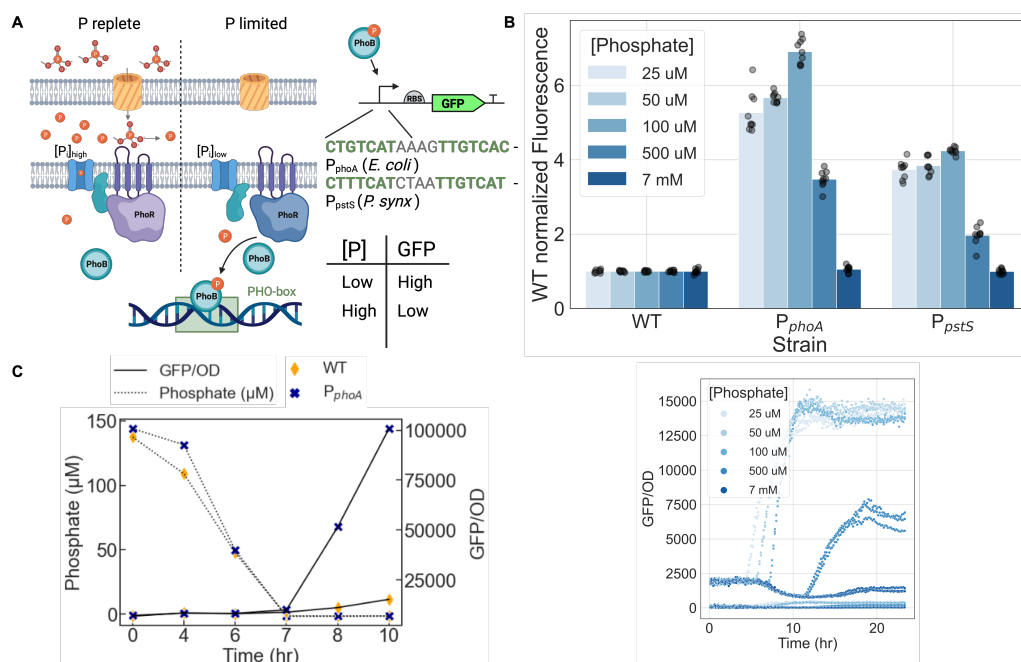 A
P replete
P limited
P
P
P
P
P
P
P
P
P
P
P
P
[Pi]high
[Pi]low
P
PhoR
PhoR
P
P
PhoB
PhoB
PHO-box
P
PhoB
P
PhoB
RBS
GFP
CTGTCATAAAGTTGTCAC -
PphoA (E. coli)
CTTTCATCTAATTGTCAT -
PpstS (P. synx)
[P] GFP
Low High
High Low
B
WT normalized Fluorescence
6
4
2
0
[Phosphate]
25 uM
50 uM
100 uM
500 uM
7 mM
WT
PphoA
PpstS
Strain
C
GFP/OD
Phosphate (µM)
WT
PphoA
Phosphate (µM)
150
100
50
0
100000
75000
50000
25000
GFP/OD
0 4 6 7 8 10
Time (hr)
[Phosphate]
25 uM
50 uM
100 uM
500 uM
7 mM
GFP/OD
15000
12500
10000
7500
5000
2500
0
0 10 20
Time (hr)